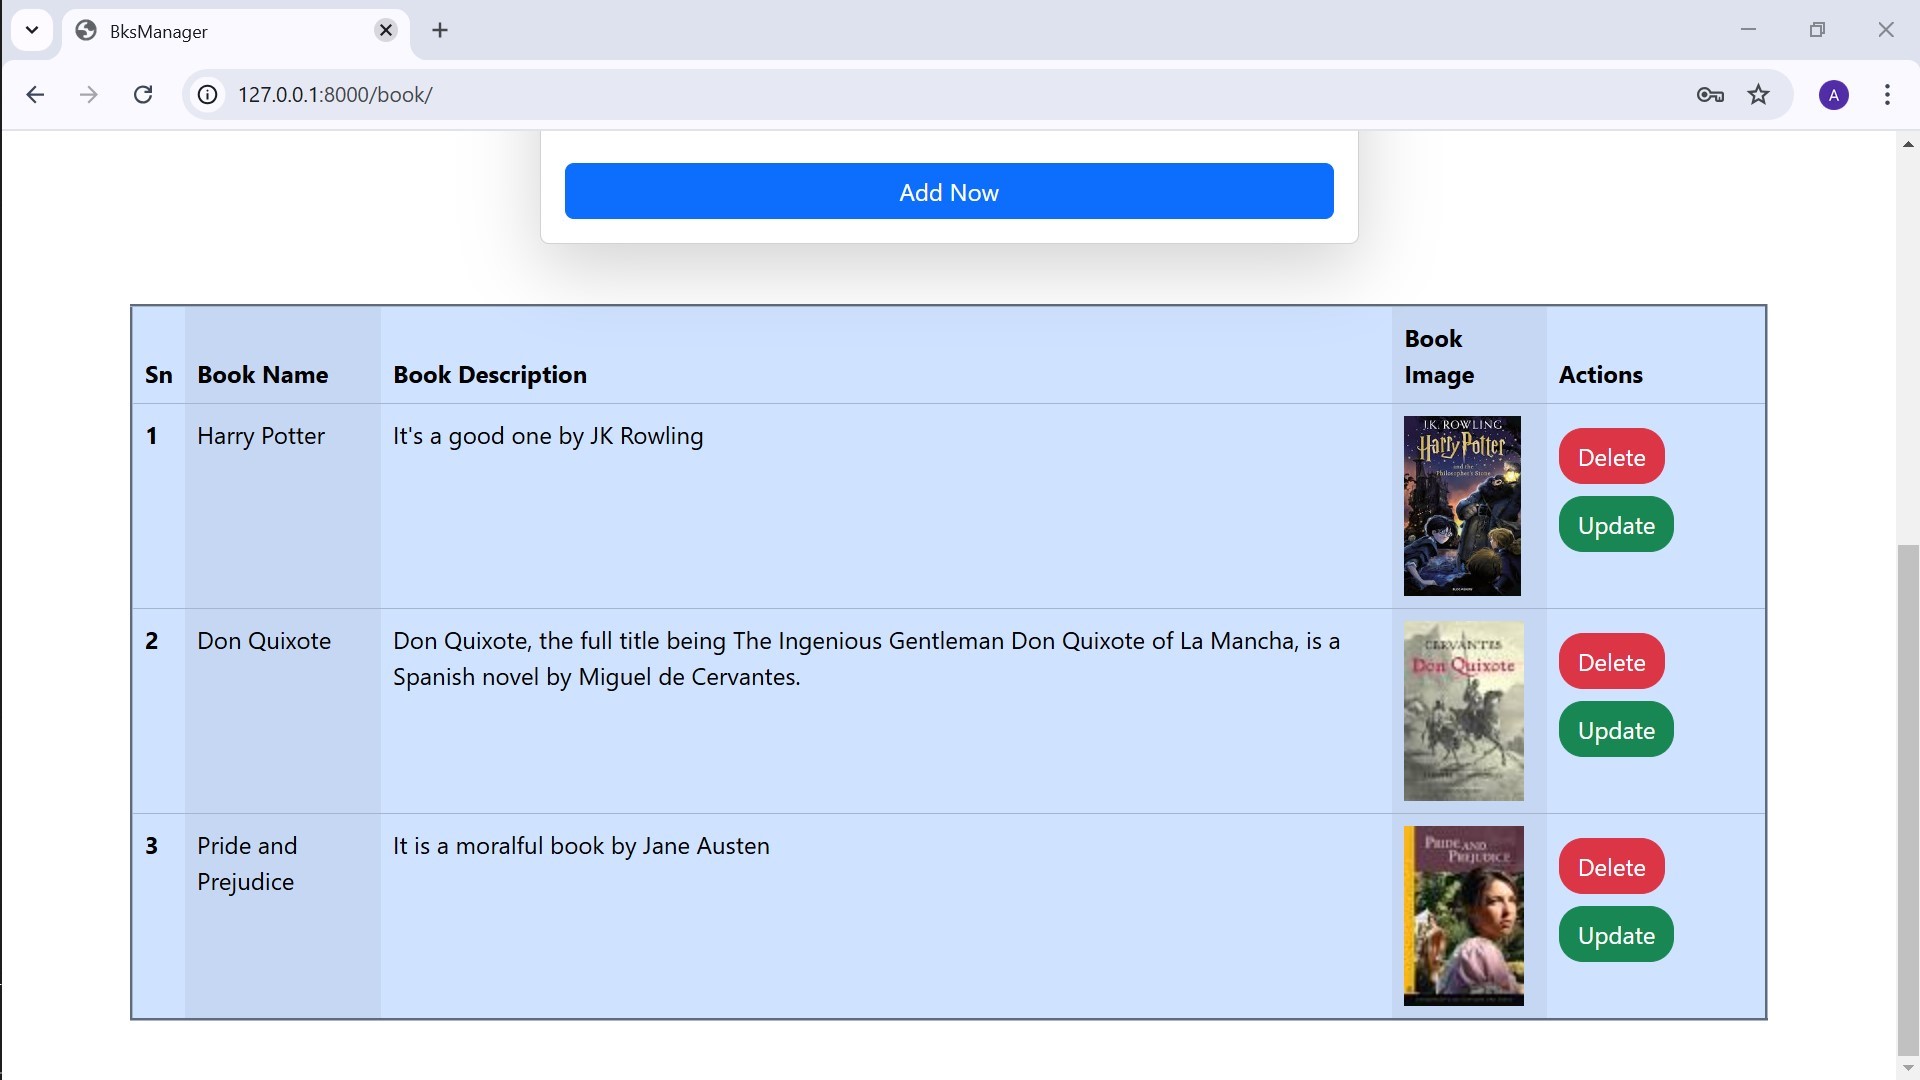 BksManager
127.0.0.1:8000/book/
A
Add Now
Sn Book Name Book Description Book Image Actions
1 Harry Potter It's a good one by JK Rowling
J.K. ROWLING
Harry Potter
and the
Philosopher's Stone
Delete
Update
2 Don Quixote Don Quixote, the full title being The Ingenious Gentleman Don Quixote of La Mancha, is a
Spanish novel by Miguel de Cervantes.
CERVANTES
Don Quixote
Delete
Update
3 Pride and It is a moralful book by Jane Austen
Prejudice
PRIDE AND
PREJUDICE
Delete
Update